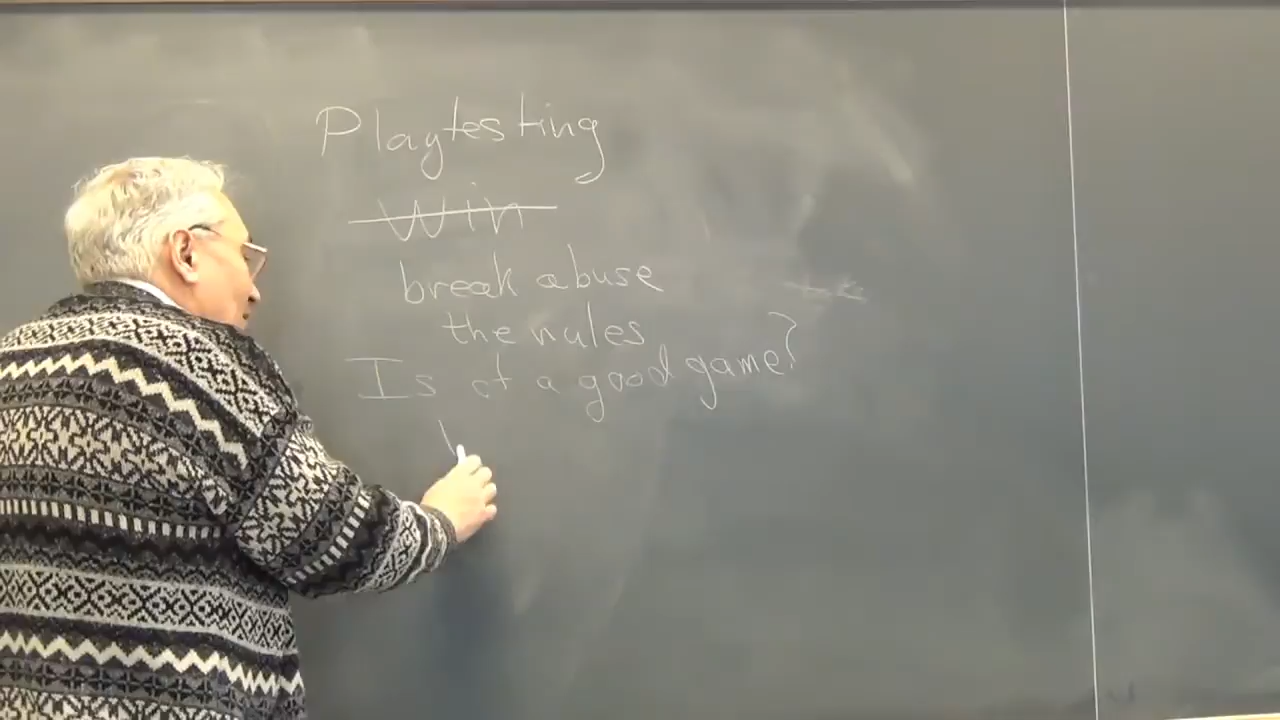 Playtesting
Win
break abuse
the rules
Is it a good game?